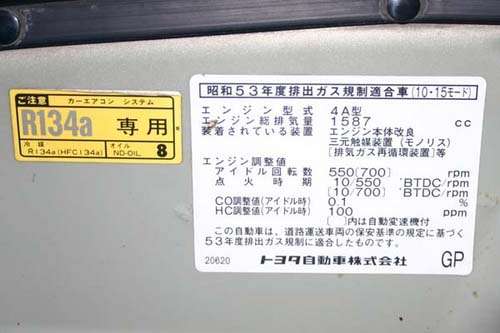 ご注意 カーエアコン システム
R134a 専用
冷媒 オイル
R134a(HFC134a) ND-OIL 8
昭和53年度排出ガス規制適合車(10・15モード)
エンジン型式 4A型
エンジン総排気量 1587 cc
装着されている装置 エンジン本体改良
三元触媒装置(モノリス)
[排気ガス再循環装置]等
エンジン調整値
アイドル回転数 550[700] rpm
点火時期 10/550 °BTDC/rpm
[10/700] °BTDC/rpm
CO調整値(アイドル時) 0.1 %
HC調整値(アイドル時) 100 ppm
[ ]内は自動変速機付
この自動車は、道路運送車両の保安基準の規定に基づく
53年度排出ガス規制に適合したものです。
20620 トヨタ自動車株式会社 GP